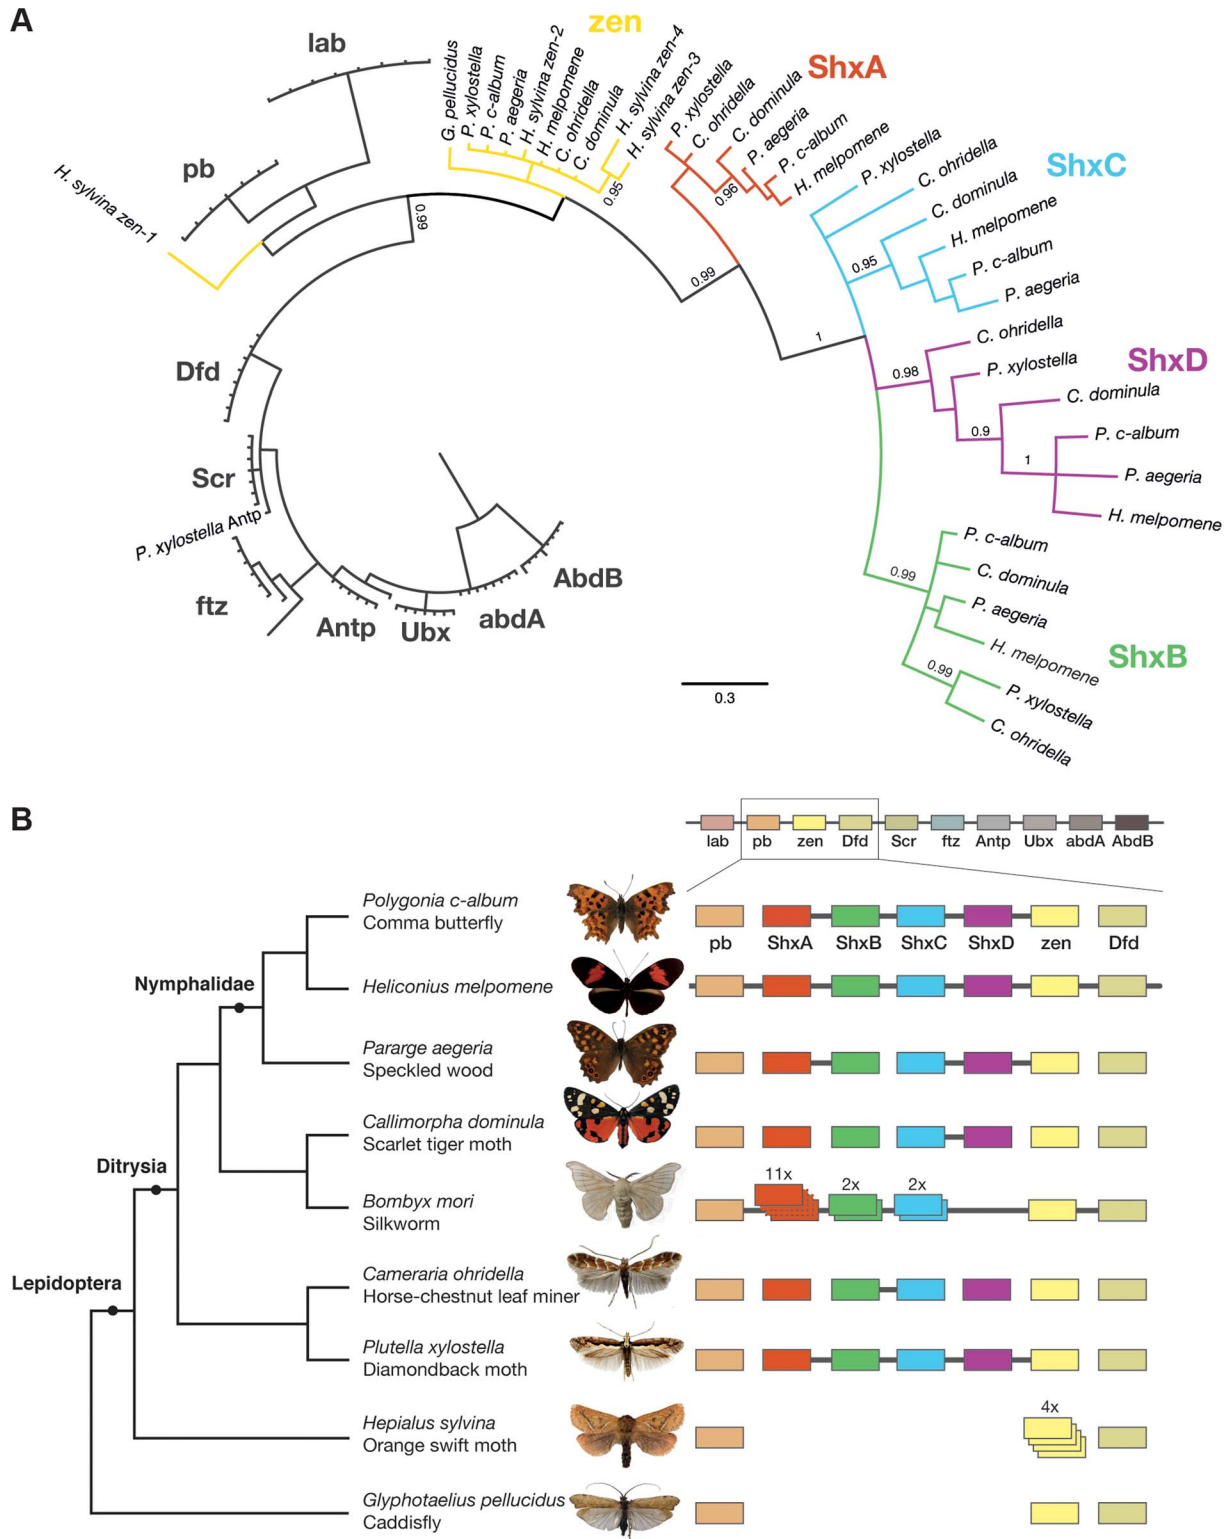 A
lab
pb
H. sylvina zen-1
zen
G. pellucidus
P. xylostella
P. c-album
P. aegeria
H. sylvina zen-2
H. melpomene
C. ohridella
C. dominula
H. sylvina zen-4
H. sylvina zen-3
0.95
0.99
ShxA
P. xylostella
C. ohridella
C. dominula
P. aegeria
P. c-album
H. melpomene
0.96
0.99
ShxC
P. xylostella
C. ohridella
C. dominula
H. melpomene
P. c-album
P. aegeria
0.95
1
ShxD
C. ohridella
P. xylostella
C. dominula
P. c-album
P. aegeria
H. melpomene
0.98
0.9
1
ShxB
P. c-album
C. dominula
P. aegeria
H. melpomene
P. xylostella
C. ohridella
0.99
0.99
Dfd
Scr
P. xylostella Antp
ftz
Antp
Ubx
abdA
AbdB
0.3
B
lab pb zen Dfd Scr ftz Antp Ubx abdA AbdB
Polygonia c-album
Comma butterfly
pb ShxA ShxB ShxC ShxD zen Dfd
Nymphalidae
Heliconius melpomene
Pararge aegeria
Speckled wood
Callimorpha dominula
Scarlet tiger moth
Ditrysia
11x 2x 2x
Bombyx mori
Silkworm
Lepidoptera
Cameraria ohridella
Horse-chestnut leaf miner
Plutella xylostella
Diamondback moth
4x
Hepialus sylvina
Orange swift moth
Glyphotaelius pellucidus
Caddisfly